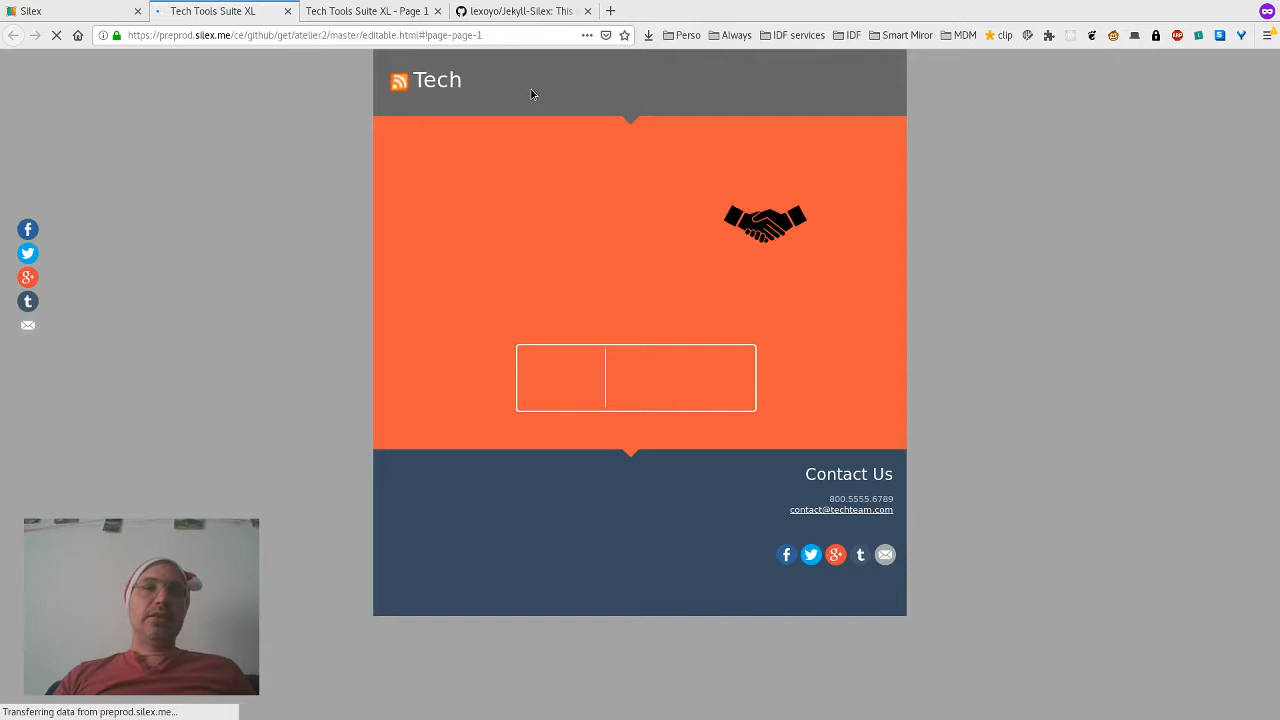 Silex
Tech Tools Suite XL
Tech Tools Suite XL - Page 1
lexoyo/Jekyll-Silex: This
https://preprod.silex.me/ce/github/get/atelier2/master/editable.html#!page-page-1
Perso
Always
IDF services
IDF
Smart Miror
MDM
clip
Tech
Contact Us
800.5555.6789
contact@techteam.com
Transferring data from preprod.silex.me...